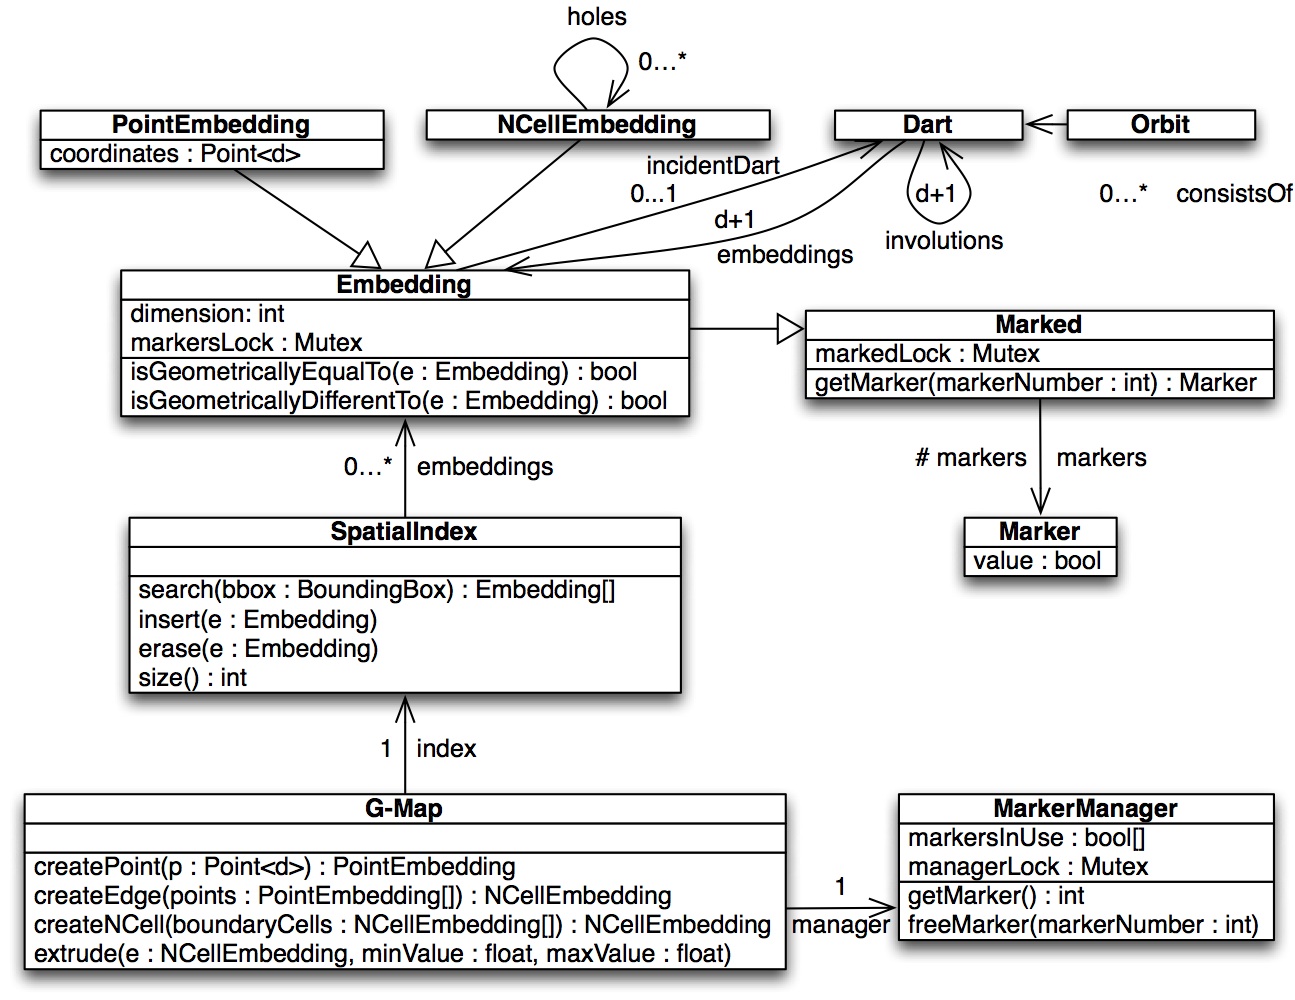 holes
0...*
PointEmbedding
coordinates : Point<d>
NCellEmbedding
Dart
Orbit
incidentDart
0...1
d+1
embeddings
d+1
involutions
0...* consistsOf
Embedding
dimension: int
markersLock : Mutex
isGeometricallyEqualTo(e : Embedding) : bool
isGeometricallyDifferentTo(e : Embedding) : bool
Marked
markedLock : Mutex
getMarker(markerNumber : int) : Marker
0...* embeddings
# markers markers
SpatialIndex
search(bbox : BoundingBox) : Embedding[]
insert(e : Embedding)
erase(e : Embedding)
size() : int
Marker
value : bool
1 index
G-Map
createPoint(p : Point<d>) : PointEmbedding
createEdge(points : PointEmbedding[]) : NCellEmbedding
createNCell(boundaryCells : NCellEmbedding[]) : NCellEmbedding
extrude(e : NCellEmbedding, minValue : float, maxValue : float)
1
manager
MarkerManager
markersInUse : bool[]
managerLock : Mutex
getMarker() : int
freeMarker(markerNumber : int)